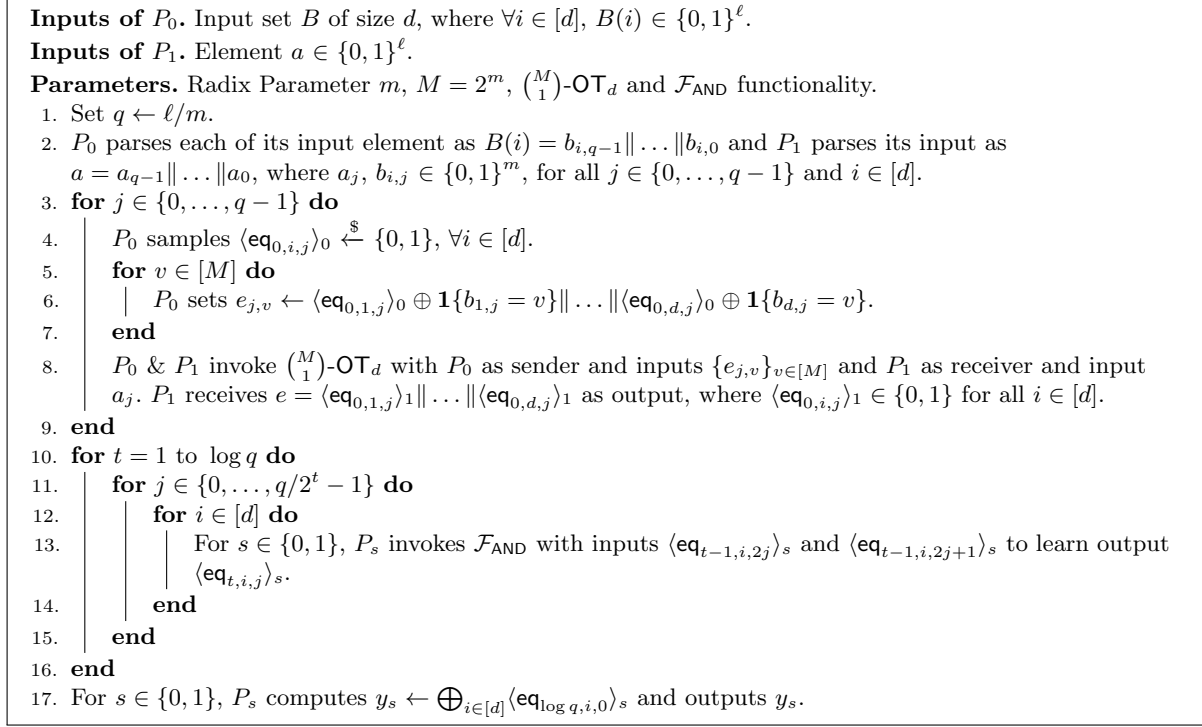 Inputs of P₀. Input set B of size d, where ∀i ∈ [d], B(i) ∈ {0, 1}^ℓ.
Inputs of P₁. Element a ∈ {0, 1}^ℓ.
Parameters. Radix Parameter m, M = 2^m, \binom{M}{1}-OT_d and F_AND functionality.
1. Set q ← ℓ/m.
2. P₀ parses each of its input element as B(i) = b_{i,q−1}‖ … ‖b_{i,0} and P₁ parses its input as
a = a_{q−1}‖ … ‖a₀, where a_j, b_{i,j} ∈ {0, 1}^m, for all j ∈ {0, …, q − 1} and i ∈ [d].
3. for j ∈ {0, …, q − 1} do
4. P₀ samples ⟨eq_{0,i,j}⟩₀ $← {0, 1}, ∀i ∈ [d].
5. for v ∈ [M] do
6. P₀ sets e_{j,v} ← ⟨eq_{0,1,j}⟩₀ ⊕ 1{b_{1,j} = v}‖ … ‖⟨eq_{0,d,j}⟩₀ ⊕ 1{b_{d,j} = v}.
7. end
8. P₀ & P₁ invoke \binom{M}{1}-OT_d with P₀ as sender and inputs {e_{j,v}}_{v∈[M]} and P₁ as receiver and input
a_j. P₁ receives e = ⟨eq_{0,1,j}⟩₁‖ … ‖⟨eq_{0,d,j}⟩₁ as output, where ⟨eq_{0,i,j}⟩₁ ∈ {0, 1} for all i ∈ [d].
9. end
10. for t = 1 to log q do
11. for j ∈ {0, …, q/2^t − 1} do
12. for i ∈ [d] do
13. For s ∈ {0, 1}, P_s invokes F_AND with inputs ⟨eq_{t−1,i,2j}⟩_s and ⟨eq_{t−1,i,2j+1}⟩_s to learn output
⟨eq_{t,i,j}⟩_s.
14. end
15. end
16. end
17. For s ∈ {0, 1}, P_s computes y_s ← ⊕_{i∈[d]}⟨eq_{log q,i,0}⟩_s and outputs y_s.